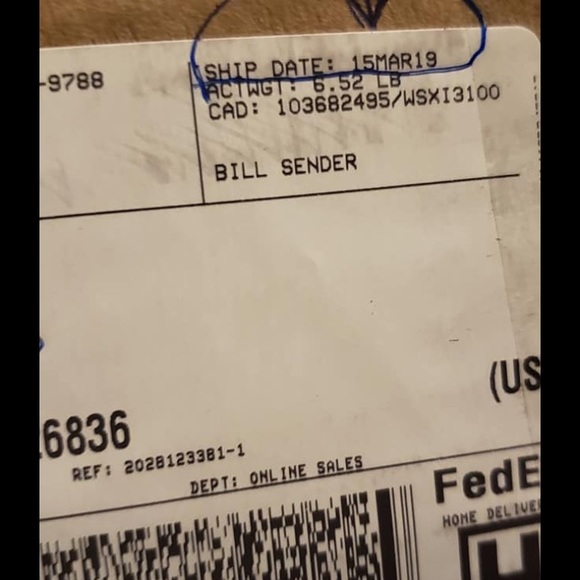 -9788
SHIP DATE: 15MAR19
ACTWGT: 6.52 LB
CAD: 103682495/WSXI3100
BILL SENDER
(US
6836
REF: 2028123381-1
DEPT: ONLINE SALES
FedE
HOME DELIVE
H